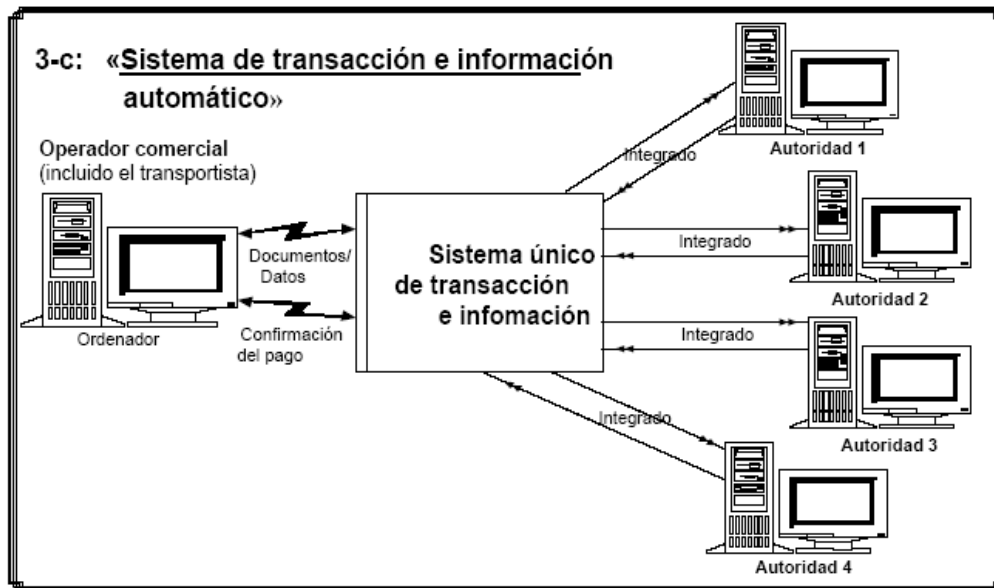 3-c: «Sistema de transacción e información
automático»
Operador comercial
(incluido el transportista)
Ordenador
Documentos/
Datos
Confirmación
del pago
Sistema único
de transacción
e infomación
Integrado
Autoridad 1
Integrado
Autoridad 2
Integrado
Autoridad 3
Integrado
Autoridad 4